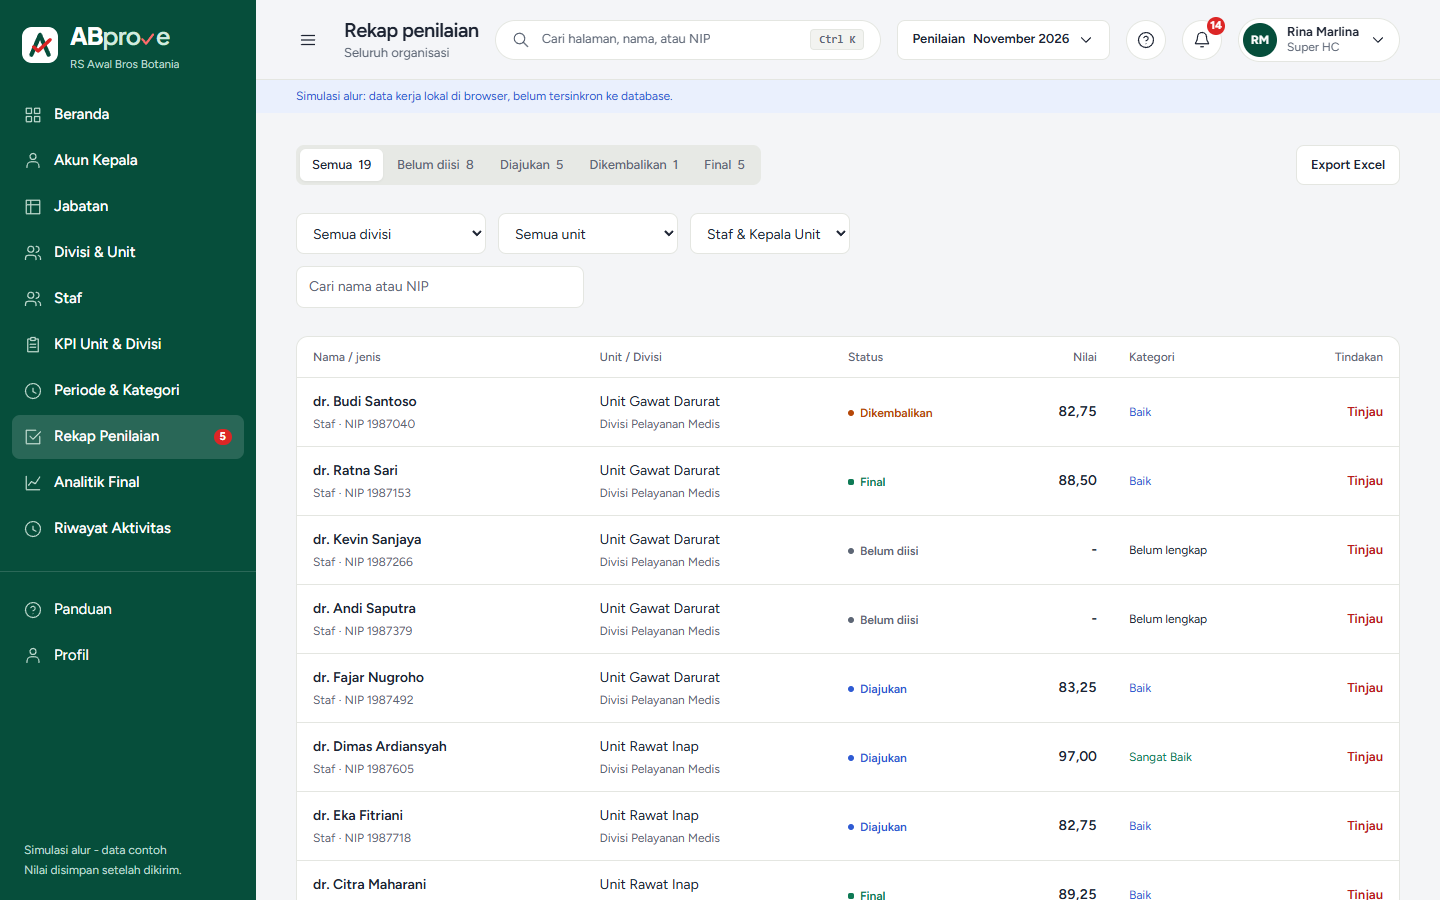 ABprove
RS Awal Bros Botania
Beranda
Akun Kepala
Jabatan
Divisi & Unit
Staf
KPI Unit & Divisi
Periode & Kategori
Rekap Penilaian 5
Analitik Final
Riwayat Aktivitas
Panduan
Profil
Simulasi alur - data contoh
Nilai disimpan setelah dikirim.
Rekap penilaian
Seluruh organisasi
Cari halaman, nama, atau NIP Ctrl K
Penilaian November 2026
14
RM
Rina Marlina
Super HC
Simulasi alur: data kerja lokal di browser, belum tersinkron ke database.
Semua 19 Belum diisi 8 Diajukan 5 Dikembalikan 1 Final 5
Export Excel
Semua divisi Semua unit Staf & Kepala Unit
Cari nama atau NIP
Nama / jenis Unit / Divisi Status Nilai Kategori Tindakan
dr. Budi Santoso Unit Gawat Darurat
Staf · NIP 1987040 Divisi Pelayanan Medis
Dikembalikan 82,75 Baik Tinjau
dr. Ratna Sari Unit Gawat Darurat
Staf · NIP 1987153 Divisi Pelayanan Medis
Final 88,50 Baik Tinjau
dr. Kevin Sanjaya Unit Gawat Darurat
Staf · NIP 1987266 Divisi Pelayanan Medis
Belum diisi - Belum lengkap Tinjau
dr. Andi Saputra Unit Gawat Darurat
Staf · NIP 1987379 Divisi Pelayanan Medis
Belum diisi - Belum lengkap Tinjau
dr. Fajar Nugroho Unit Gawat Darurat
Staf · NIP 1987492 Divisi Pelayanan Medis
Diajukan 83,25 Baik Tinjau
dr. Dimas Ardiansyah Unit Rawat Inap
Staf · NIP 1987605 Divisi Pelayanan Medis
Diajukan 97,00 Sangat Baik Tinjau
dr. Eka Fitriani Unit Rawat Inap
Staf · NIP 1987718 Divisi Pelayanan Medis
Diajukan 82,75 Baik Tinjau
dr. Citra Maharani Unit Rawat Inap
Final 89,25 Baik Tinjau